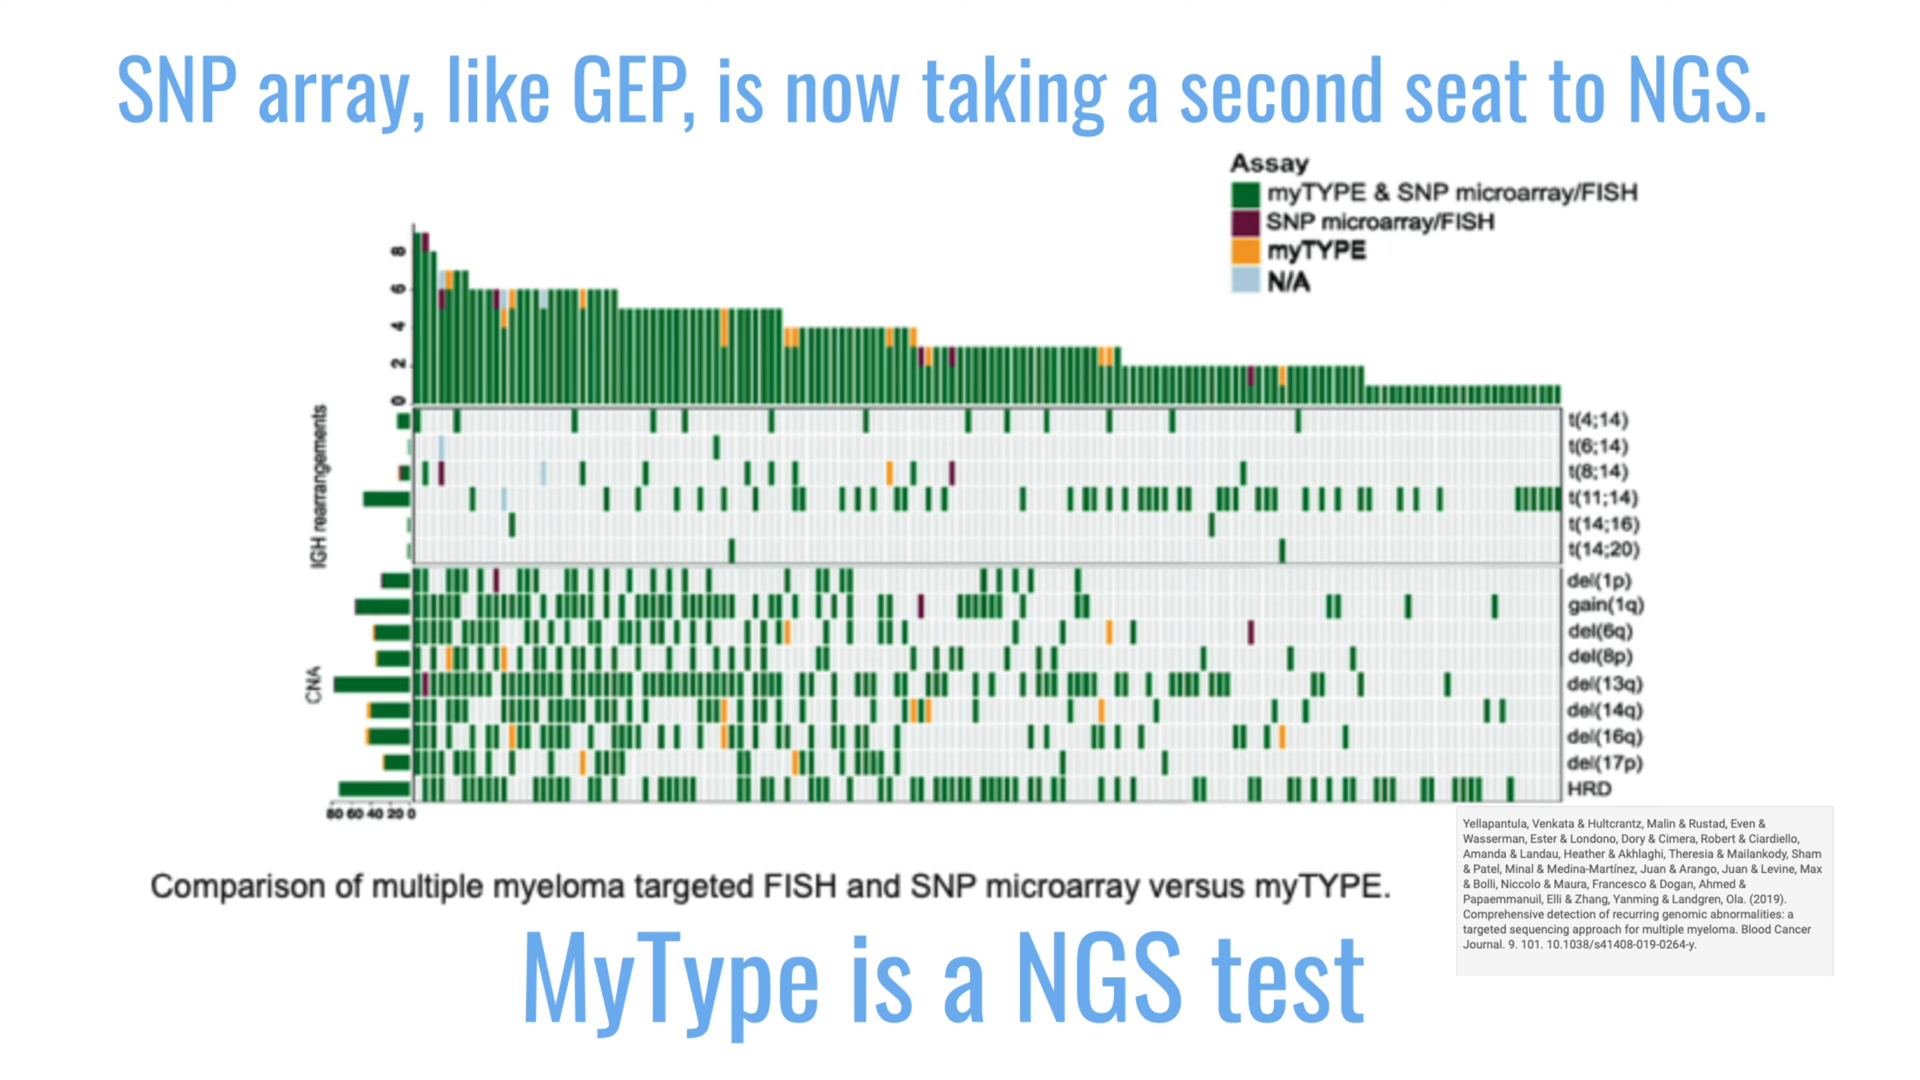 SNP array, like GEP, is now taking a second seat to NGS.
Assay
myTYPE & SNP microarray/FISH
SNP microarray/FISH
myTYPE
N/A
8
6
4
2
0
IGH rearrangements
t(4;14)
t(6;14)
t(8;14)
t(11;14)
t(14;16)
t(14;20)
CNA
del(1p)
gain(1q)
del(6q)
del(8p)
del(13q)
del(14q)
del(16q)
del(17p)
HRD
80 60 40 20 0
Yellapantula, Venkata & Hultcrantz, Malin & Rustad, Even &
Wasserman, Ester & Londono, Dory & Cimera, Robert & Ciardiello,
Amanda & Landau, Heather & Akhlaghi, Theresia & Mailankody, Sham
& Patel, Minal & Medina-Martínez, Juan & Arango, Juan & Levine, Max
& Bolli, Niccolo & Maura, Francesco & Dogan, Ahmed &
Papaemmanuil, Elli & Zhang, Yanming & Landgren, Ola. (2019).
Comprehensive detection of recurring genomic abnormalities: a
targeted sequencing approach for multiple myeloma. Blood Cancer
Journal. 9. 101. 10.1038/s41408-019-0264-y.
Comparison of multiple myeloma targeted FISH and SNP microarray versus myTYPE.
MyType is a NGS test